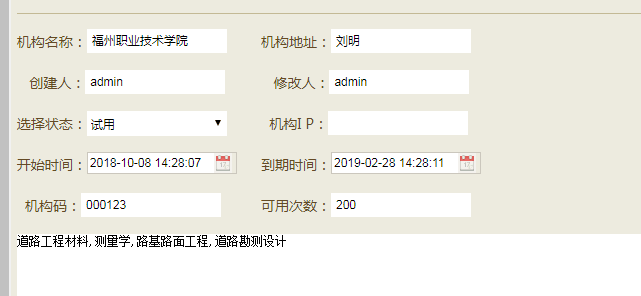 机构名称： 福州职业技术学院 机构地址： 刘明
创建人： admin 修改人： admin
选择状态： 试用 机构I P：
开始时间： 2018-10-08 14:28:07 到期时间： 2019-02-28 14:28:11
机构码： 000123 可用次数： 200
道路工程材料, 测量学, 路基路面工程, 道路勘测设计